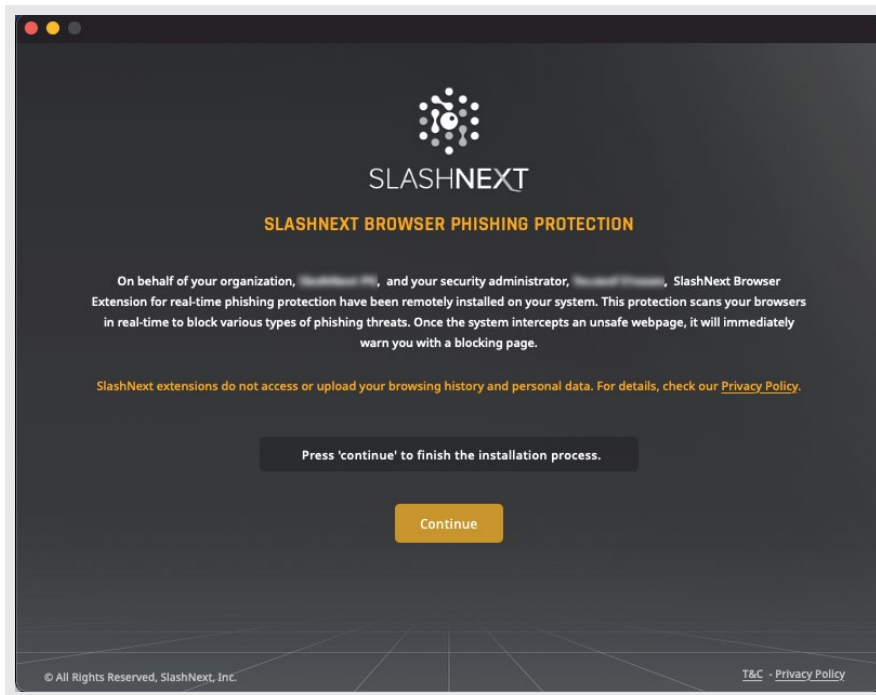 SLASHNEXT
SLASHNEXT BROWSER PHISHING PROTECTION
On behalf of your organization, , and your security administrator, , SlashNext Browser
Extension for real-time phishing protection have been remotely installed on your system. This protection scans your browsers
in real-time to block various types of phishing threats. Once the system intercepts an unsafe webpage, it will immediately
warn you with a blocking page.
SlashNext extensions do not access or upload your browsing history and personal data. For details, check our Privacy Policy.
Press 'continue' to finish the installation process.
Continue
© All Rights Reserved, SlashNext, Inc.
T&C - Privacy Policy